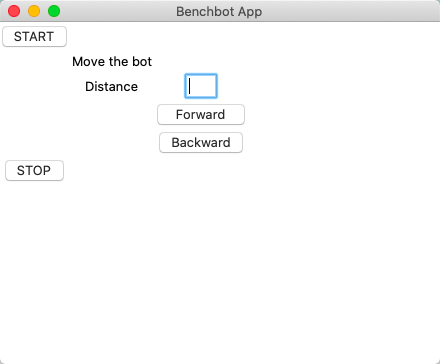 Benchbot App
START
Move the bot
Distance
Forward
Backward
STOP